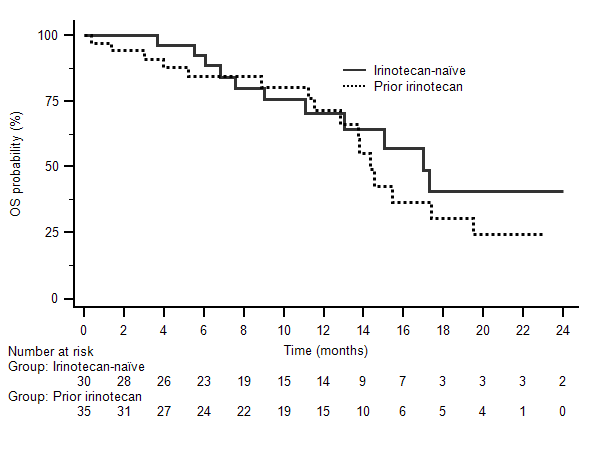 OS probability (%)
100
75
50
25
0
Irinotecan-naïve
Prior irinotecan
0 2 4 6 8 10 12 14 16 18 20 22 24
Time (months)
Number at risk
Group: Irinotecan-naïve
30 28 26 23 19 15 14 9 7 3 3 3 2
Group: Prior irinotecan
35 31 27 24 22 19 15 10 6 5 4 1 0